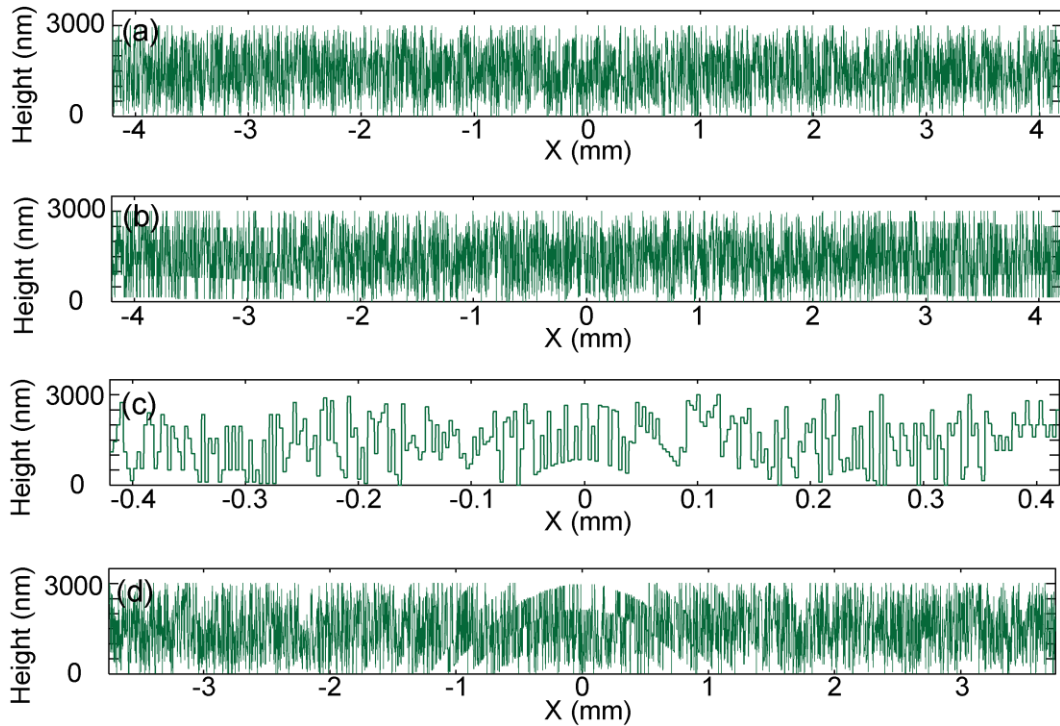 (a)
Height (nm)
3000
0
-4 -3 -2 -1 0 1 2 3 4
X (mm)
(b)
Height (nm)
3000
0
-4 -3 -2 -1 0 1 2 3 4
X (mm)
(c)
Height (nm)
3000
0
-0.4 -0.3 -0.2 -0.1 0 0.1 0.2 0.3 0.4
X (mm)
(d)
Height (nm)
3000
0
-3 -2 -1 0 1 2 3
X (mm)